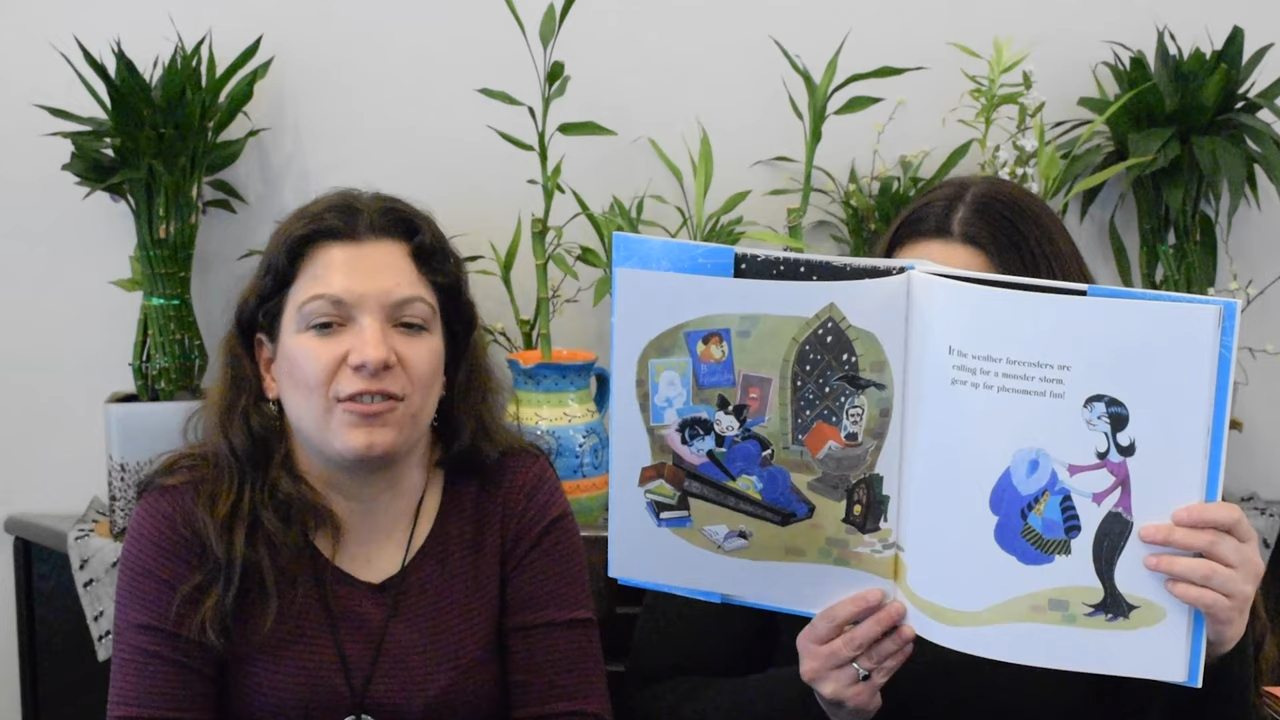 If the weather forecasters are
calling for a monster storm,
gear up for phenomenal fun!